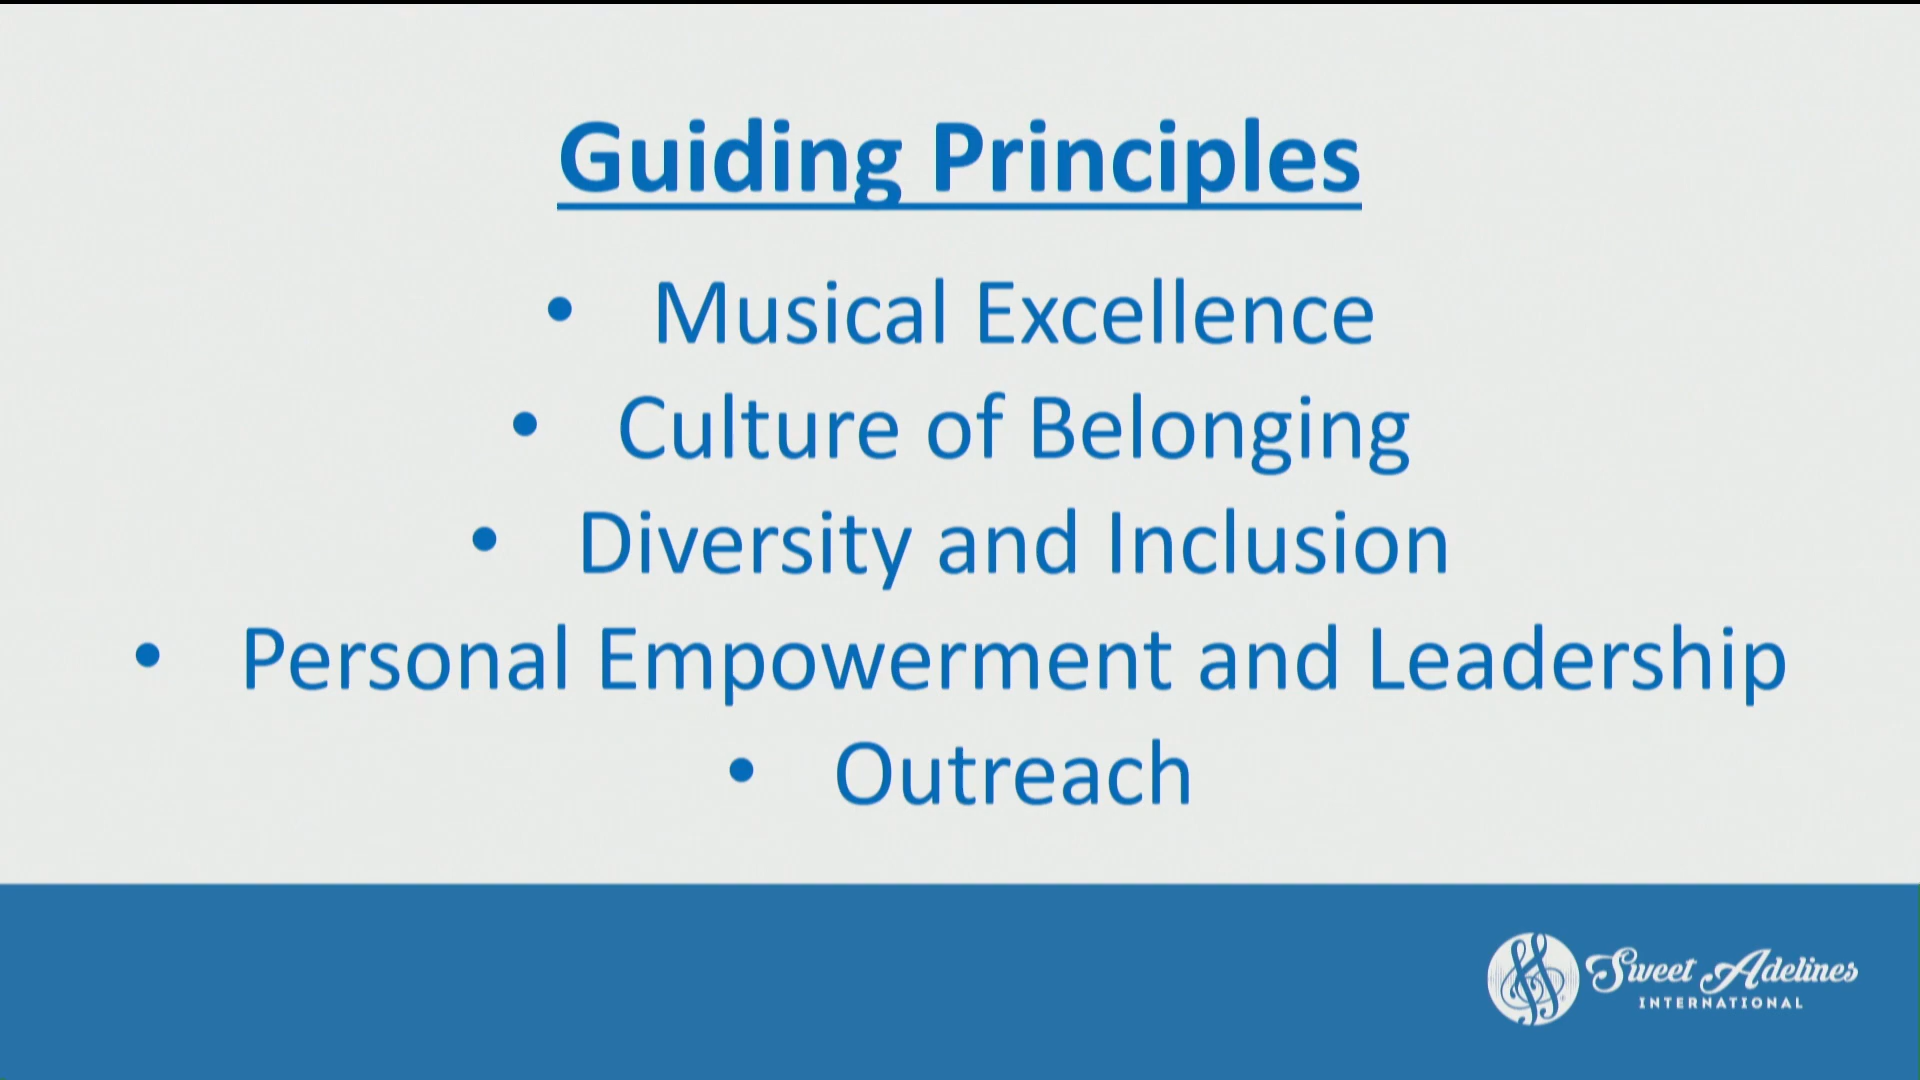 Guiding Principles
• Musical Excellence
• Culture of Belonging
• Diversity and Inclusion
• Personal Empowerment and Leadership
• Outreach
Sweet Adelines
INTERNATIONAL